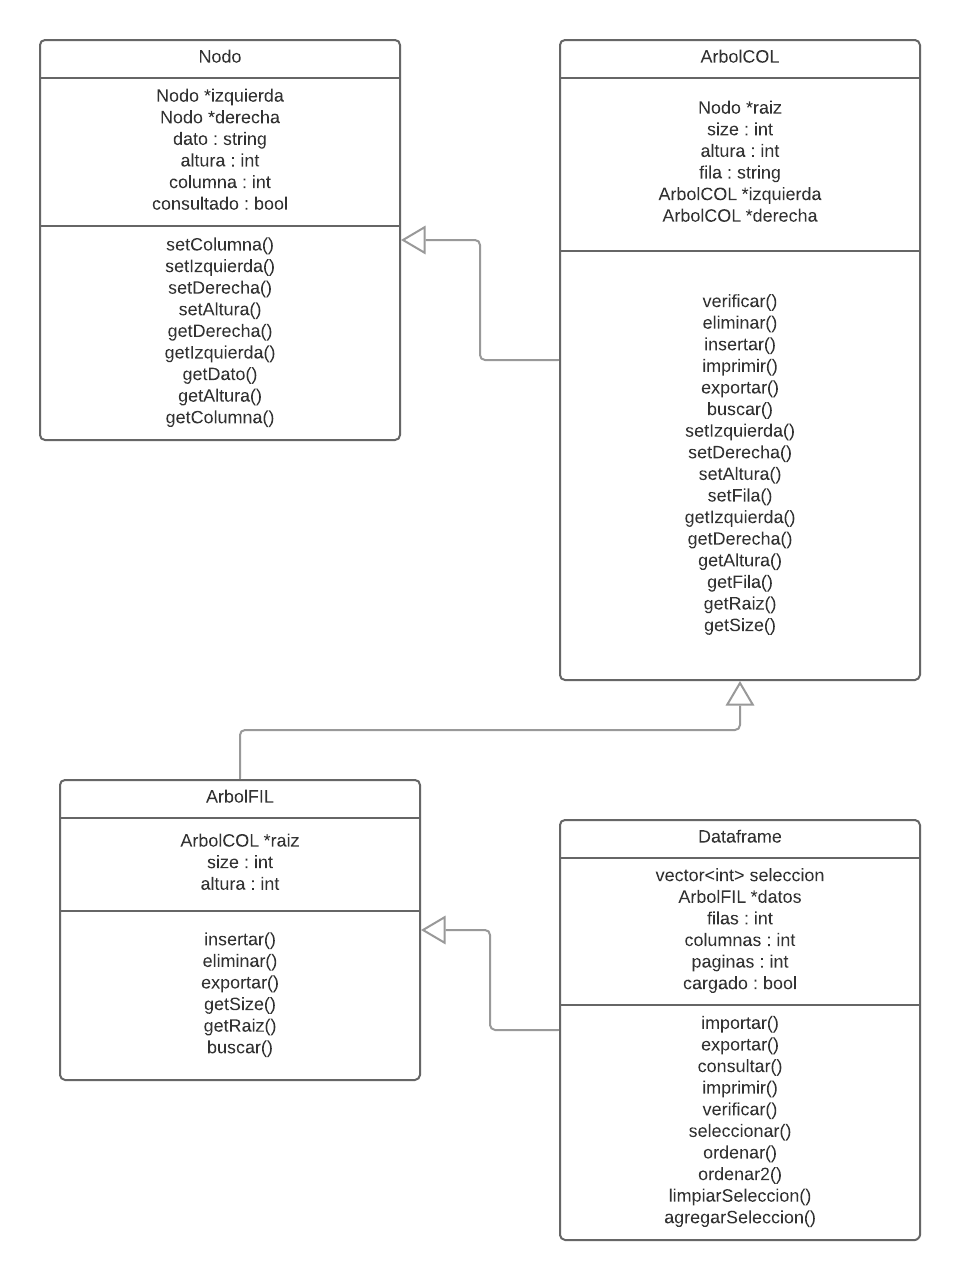 Nodo
Nodo *izquierda
Nodo *derecha
dato : string
altura : int
columna : int
consultado : bool
setColumna()
setIzquierda()
setDerecha()
setAltura()
getDerecha()
getIzquierda()
getDato()
getAltura()
getColumna()
ArbolCOL
Nodo *raiz
size : int
altura : int
fila : string
ArbolCOL *izquierda
ArbolCOL *derecha
verificar()
eliminar()
insertar()
imprimir()
exportar()
buscar()
setIzquierda()
setDerecha()
setAltura()
setFila()
getIzquierda()
getDerecha()
getAltura()
getFila()
getRaiz()
getSize()
ArbolFIL
ArbolCOL *raiz
size : int
altura : int
insertar()
eliminar()
exportar()
getSize()
getRaiz()
buscar()
Dataframe
vector<int> seleccion
ArbolFIL *datos
filas : int
columnas : int
paginas : int
cargado : bool
importar()
exportar()
consultar()
imprimir()
verificar()
seleccionar()
ordenar()
ordenar2()
limpiarSeleccion()
agregarSeleccion()